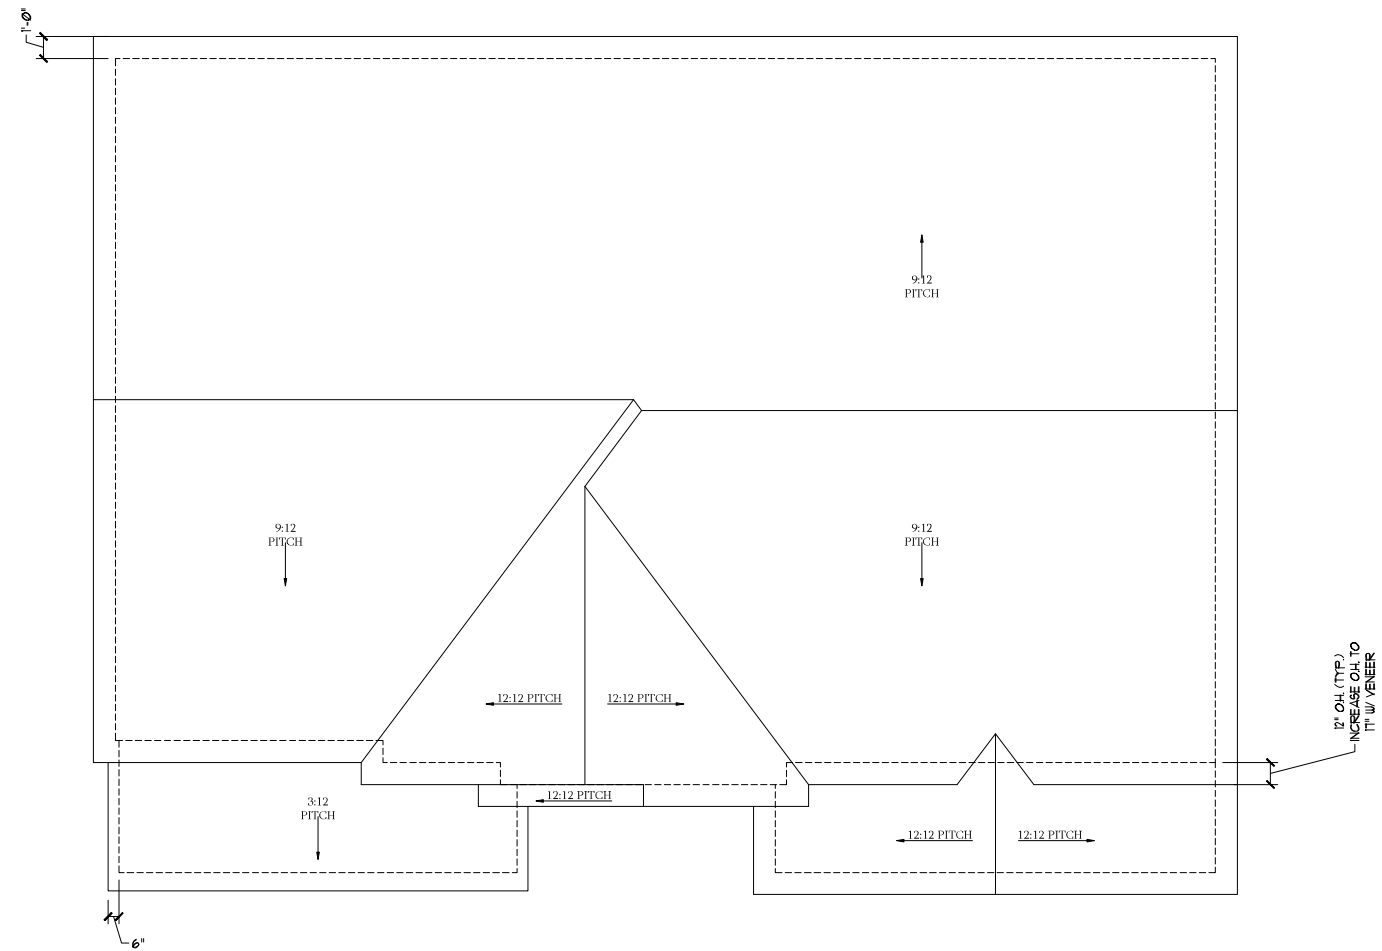 1'-0"
9:12
PITCH
9:12
PITCH
9:12
PITCH
12" O.H. (TYP.)
INCREASE O.H. TO
17" W/ VENEER
12:12 PITCH
12:12 PITCH
3:12
PITCH
12:12 PITCH
12:12 PITCH
12:12 PITCH
6"